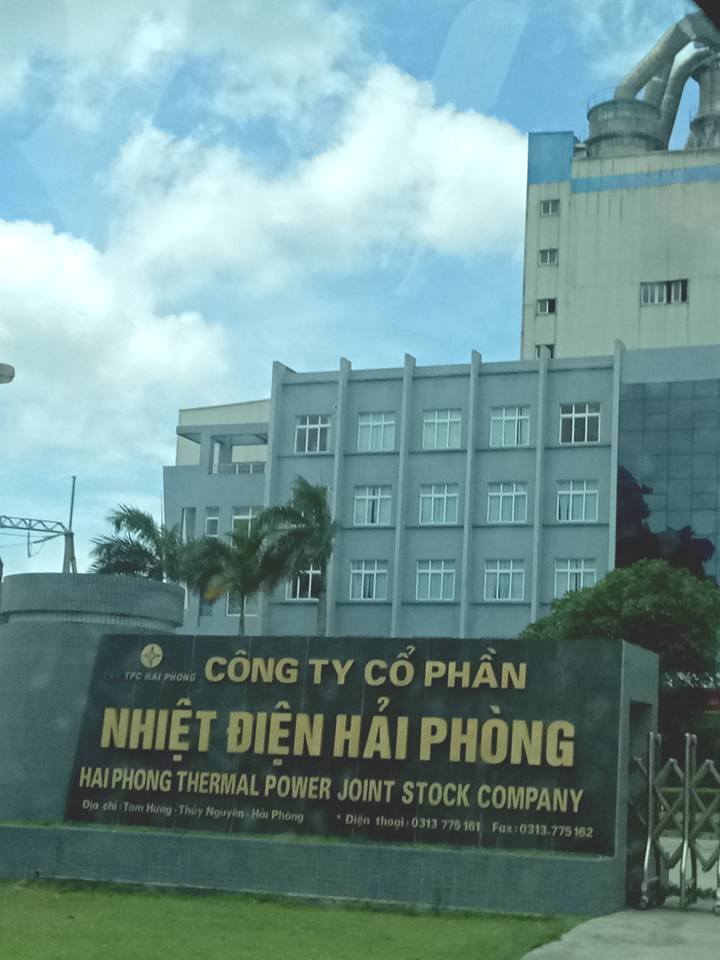 TPC HAI PHONG
CÔNG TY CỔ PHẦN
NHIỆT ĐIỆN HẢI PHÒNG
HAI PHONG THERMAL POWER JOINT STOCK COMPANY
Địa chỉ: Tam Hưng - Thủy Nguyên - Hải Phòng * Điện thoại: 0313 775 161 Fax: 0313.775 162